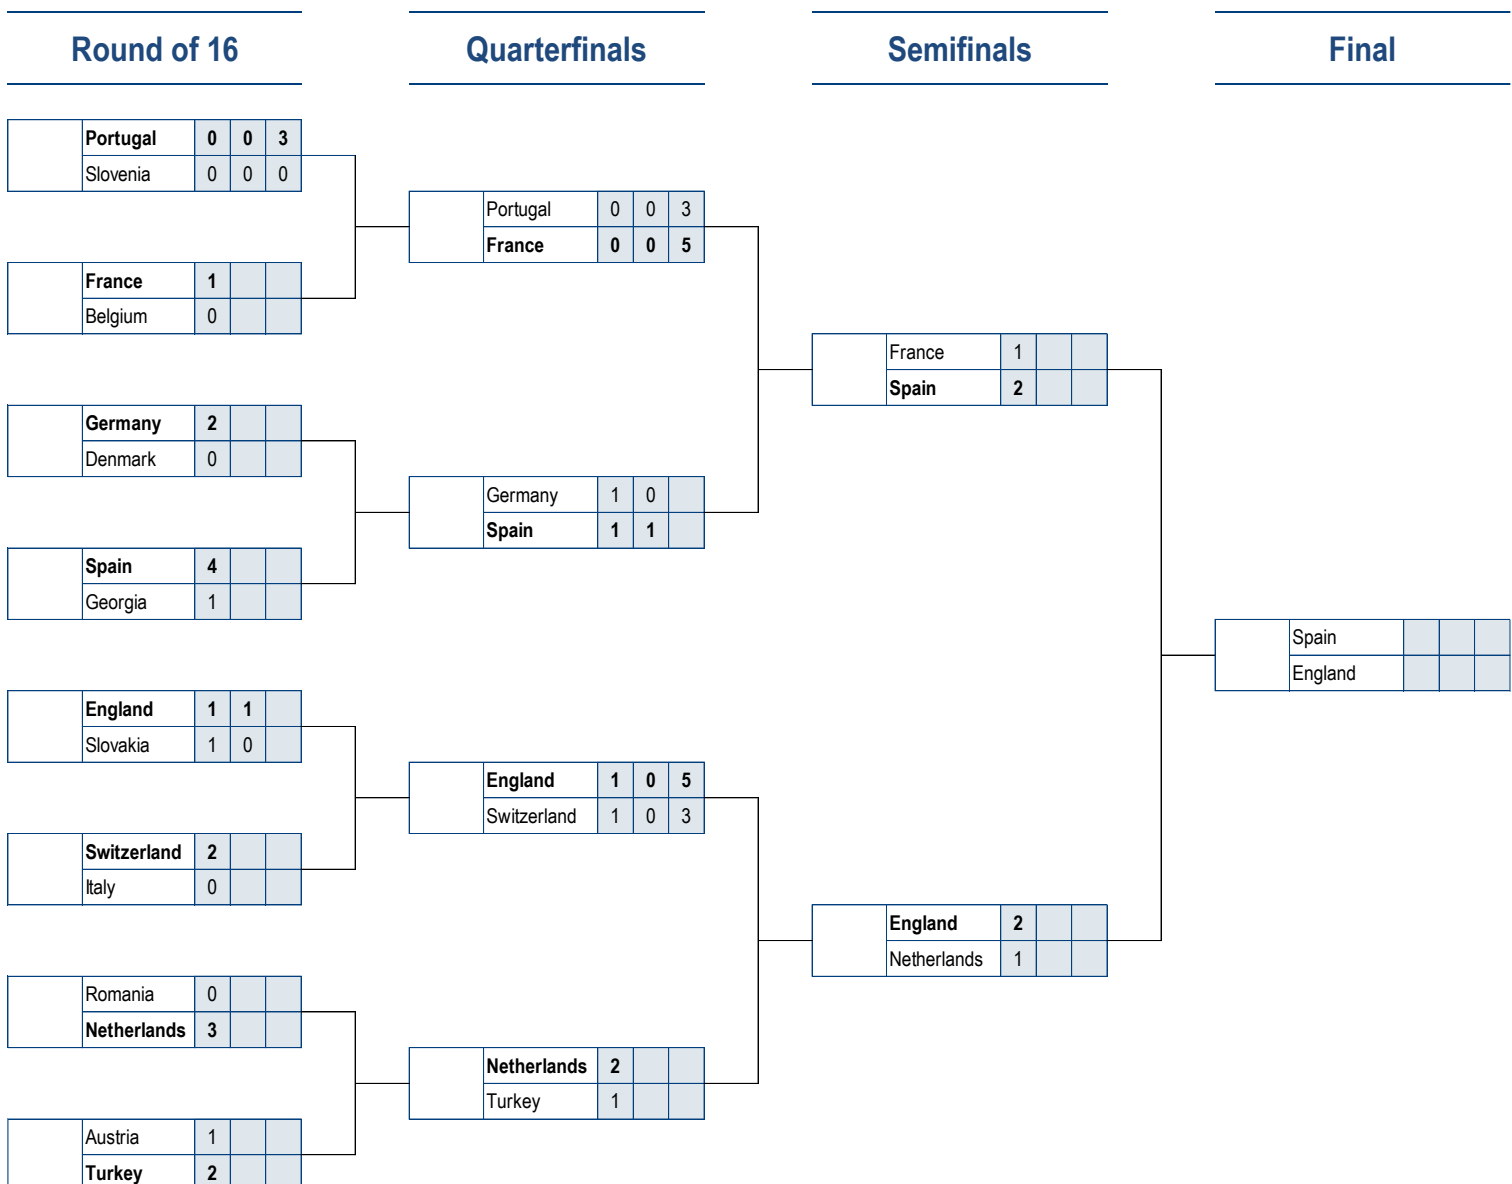 Round of 16 Quarterfinals Semifinals Final
Portugal 0 0 3
Slovenia 0 0 0
France 1
Belgium 0
Germany 2
Denmark 0
Spain 4
Georgia 1
England 1 1
Slovakia 1 0
Switzerland 2
Italy 0
Romania 0
Netherlands 3
Austria 1
Turkey 2
Portugal 0 0 3
France 0 0 5
Germany 1 0
Spain 1 1
England 1 0 5
Switzerland 1 0 3
Netherlands 2
Turkey 1
France 1
Spain 2
England 2
Netherlands 1
Spain
England